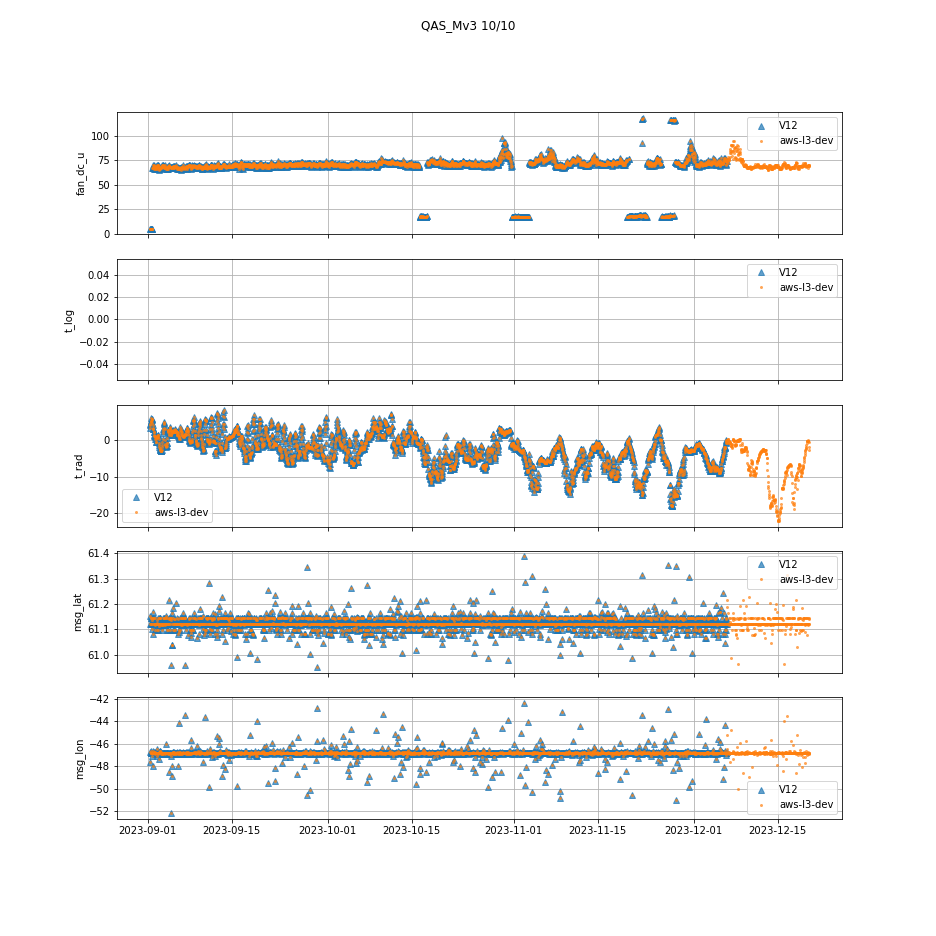 QAS_Mv3 10/10
fan_dc_u
100
75
50
25
0
V12
aws-l3-dev
t_log
0.04
0.02
0.00
−0.02
−0.04
V12
aws-l3-dev
t_rad
0
−10
−20
V12
aws-l3-dev
msg_lat
61.4
61.3
61.2
61.1
61.0
V12
aws-l3-dev
msg_lon
−42
−44
−46
−48
−50
−52
V12
aws-l3-dev
2023-09-01 2023-09-15 2023-10-01 2023-10-15 2023-11-01 2023-11-15 2023-12-01 2023-12-15